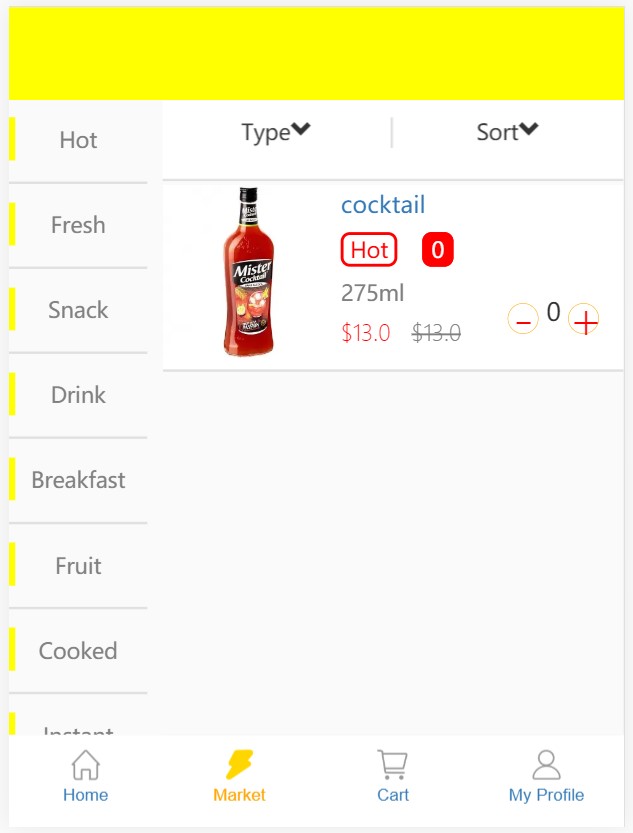 Type
Sort
Hot
Fresh
Snack
Drink
Breakfast
Fruit
Cooked
Instant
cocktail
Hot 0
275ml
$13.0 $13.0
- 0 +
Mister
Cocktail
Home
Market
Cart
My Profile